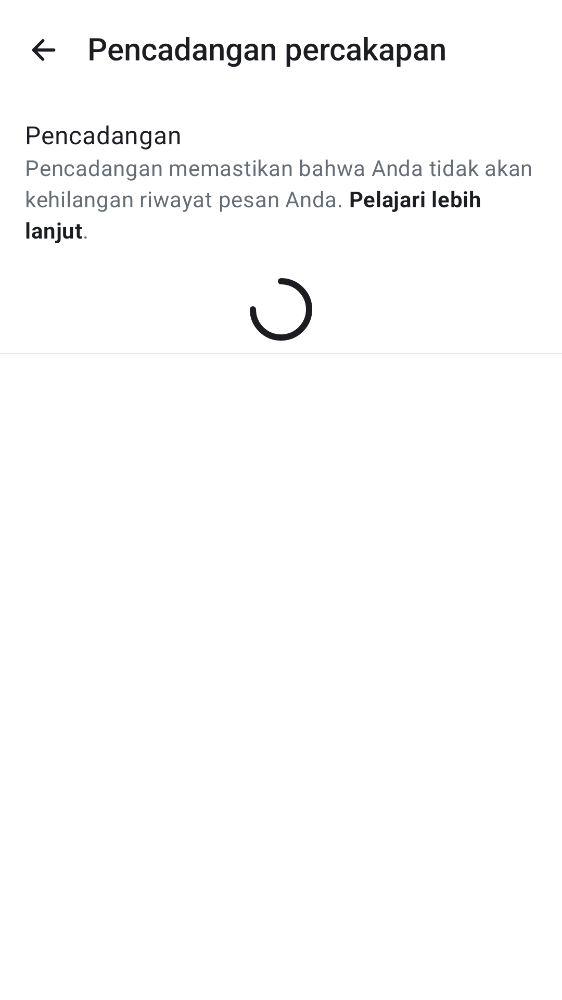 Pencadangan percakapan
Pencadangan
Pencadangan memastikan bahwa Anda tidak akan
kehilangan riwayat pesan Anda. Pelajari lebih
lanjut.